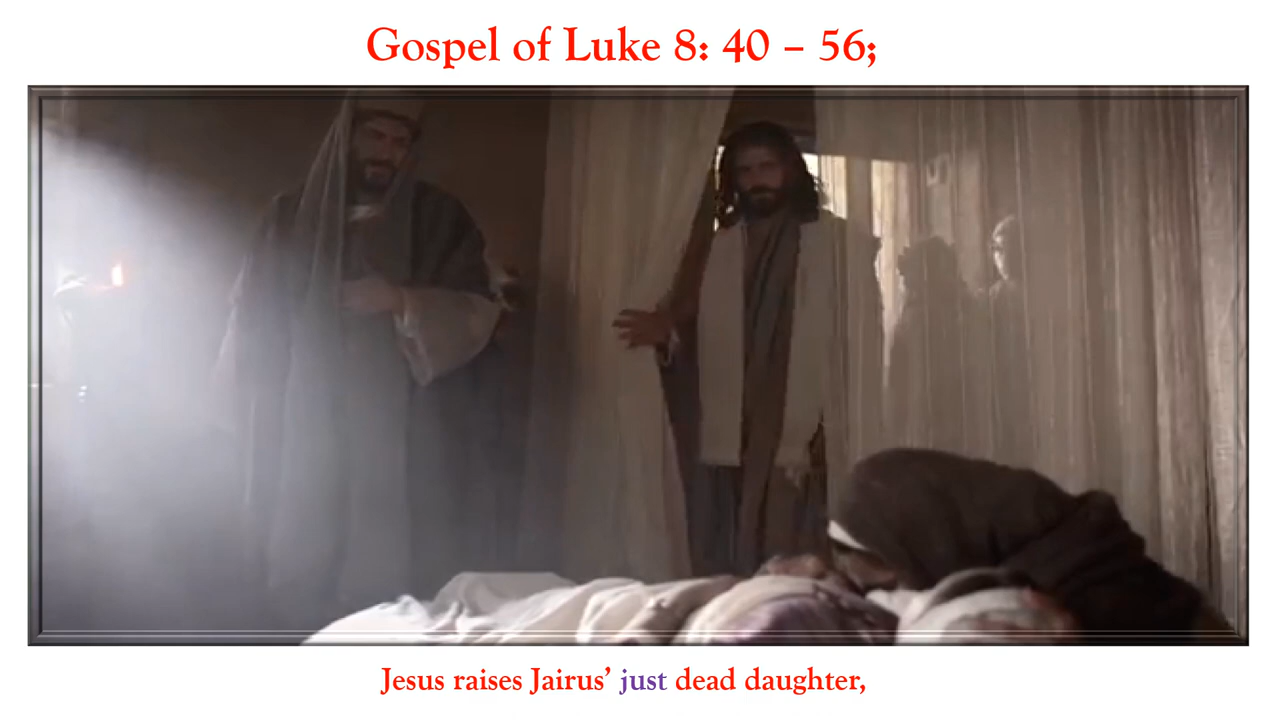 Gospel of Luke 8: 40 – 56;
Jesus raises Jairus’ just dead daughter,